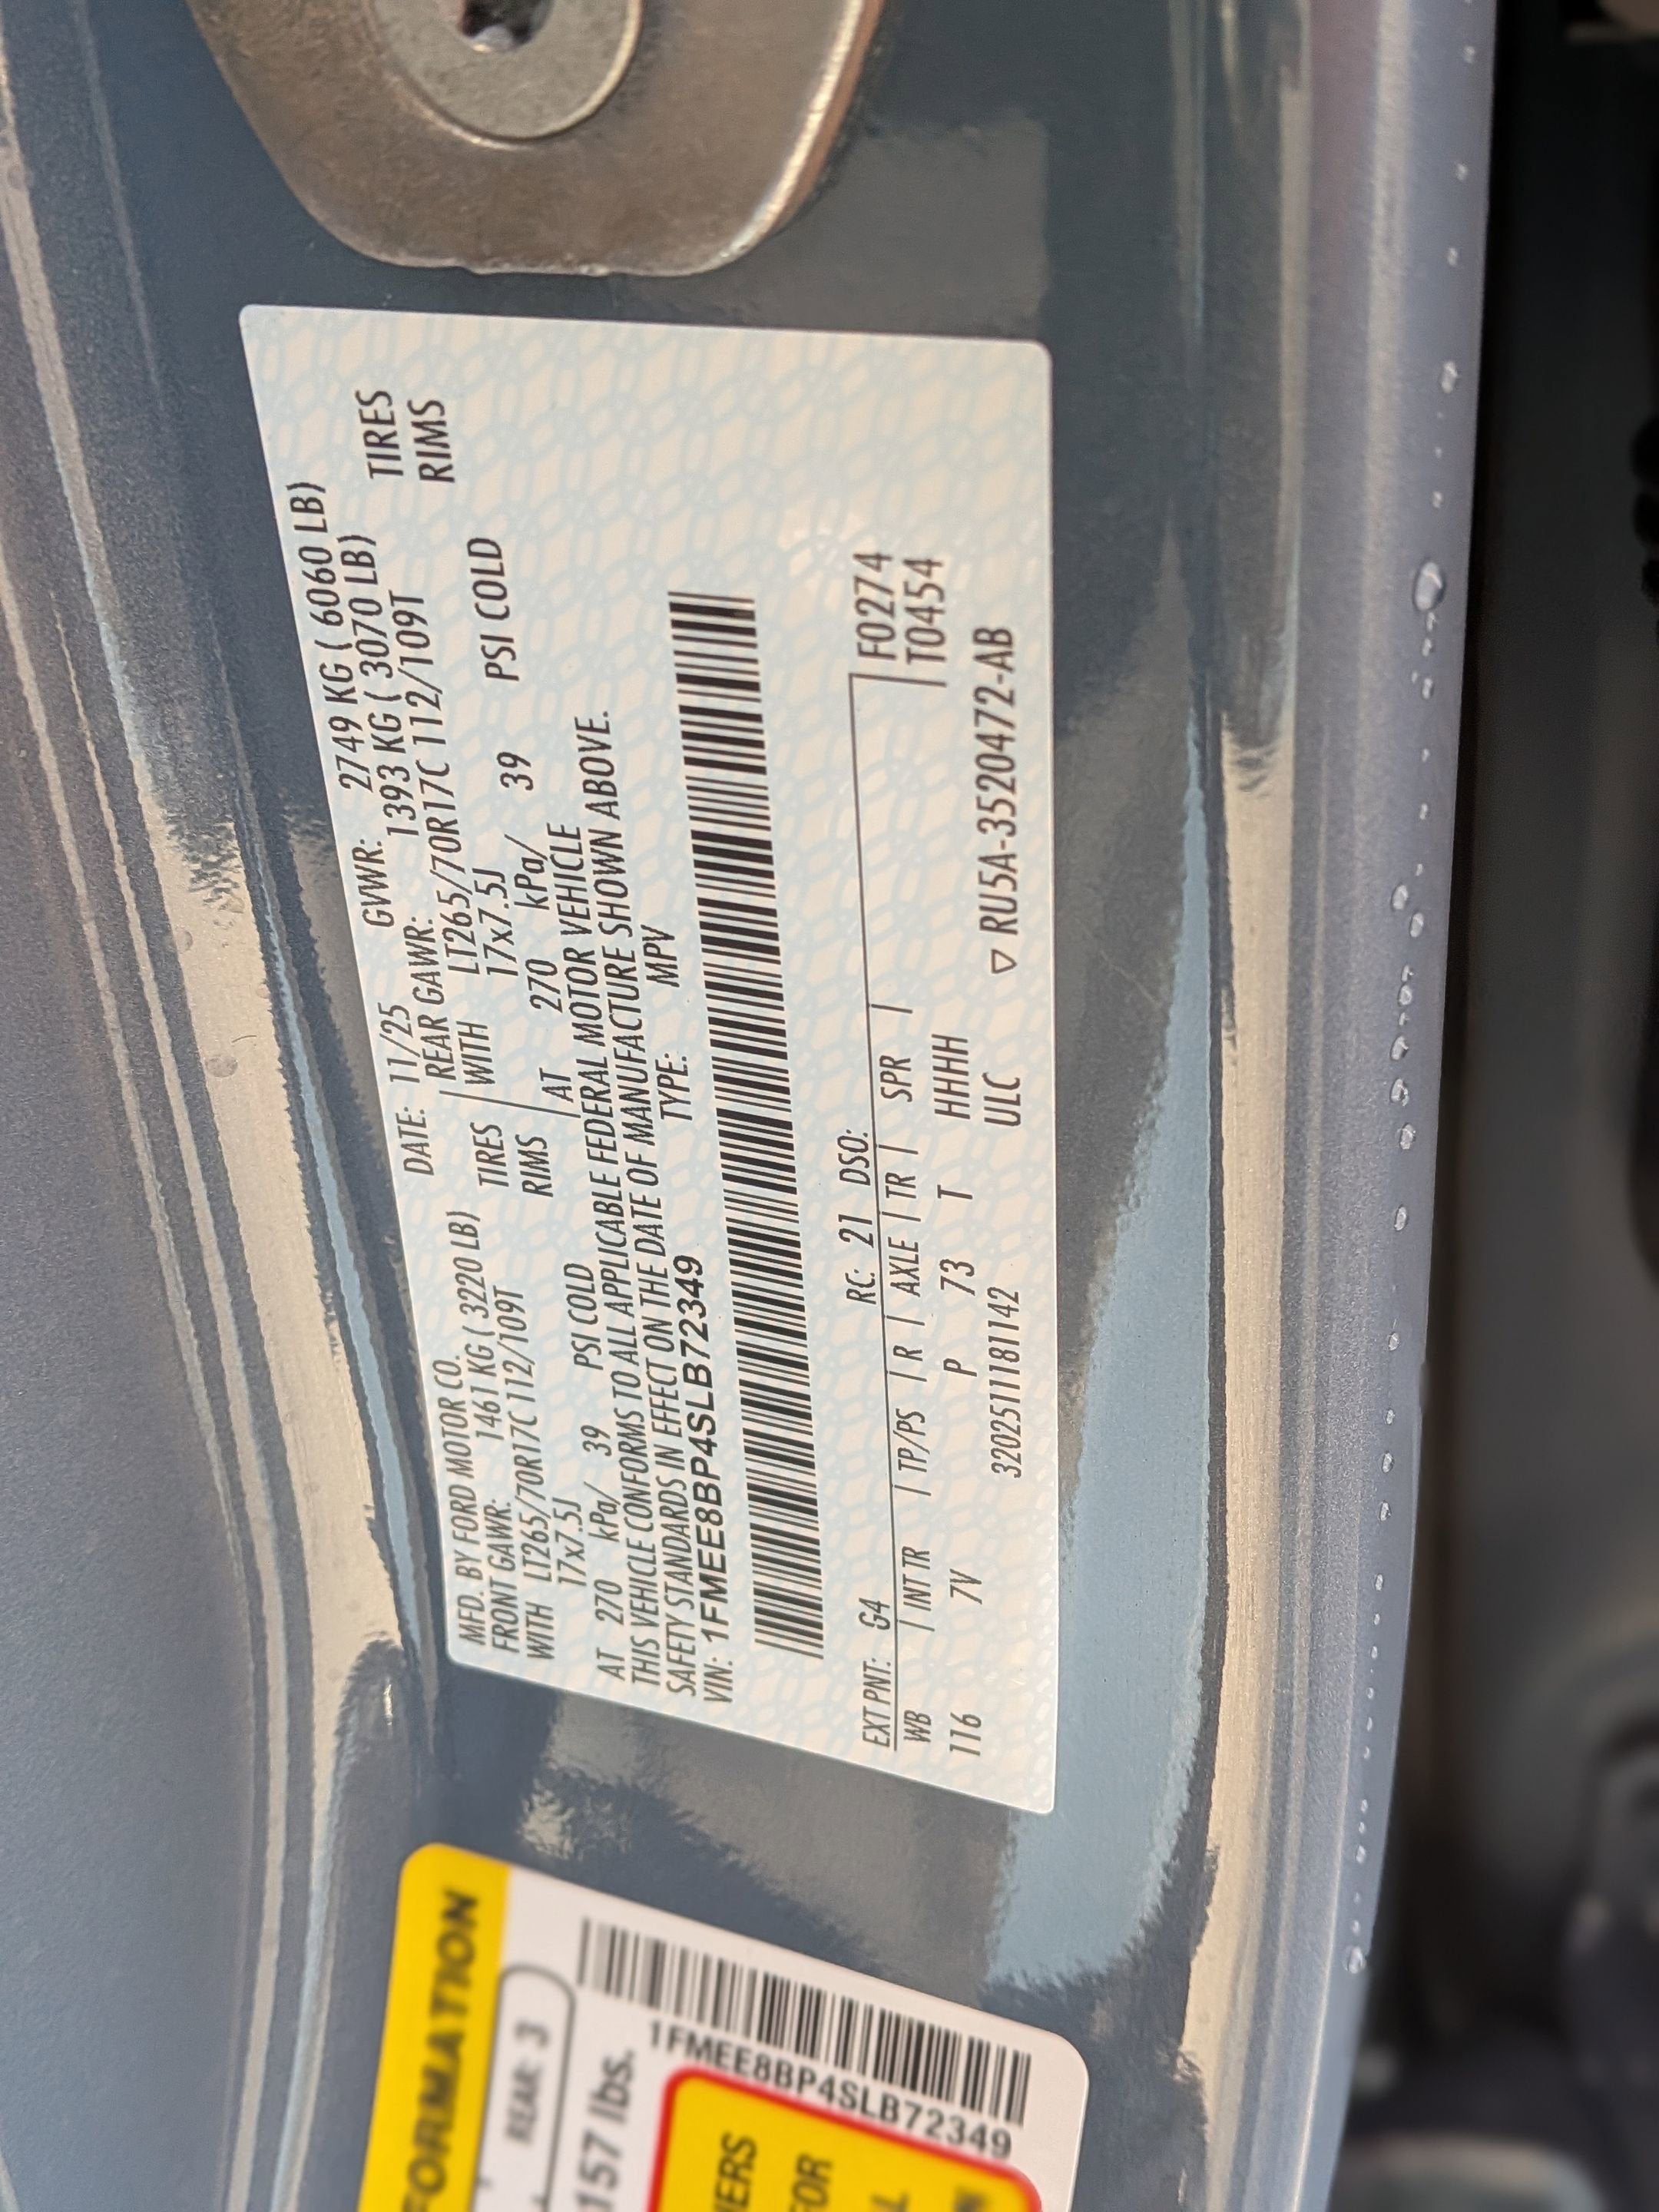 MFD. BY FORD MOTOR CO.
DATE: 11/25 GVWR: 2749 KG ( 6060 LB)
FRONT GAWR: 1461 KG ( 3220 LB) REAR GAWR: 1393 KG ( 3070 LB)
WITH LT265/70R17C 112/109T TIRES WITH LT265/70R17C 112/109T TIRES
17x7.5J RIMS 17x7.5J RIMS
AT 270 kPa/ 39 PSI COLD AT 270 kPa/ 39 PSI COLD
THIS VEHICLE CONFORMS TO ALL APPLICABLE FEDERAL MOTOR VEHICLE
SAFETY STANDARDS IN EFFECT ON THE DATE OF MANUFACTURE SHOWN ABOVE.
VIN: 1FMEE8BP4SLB72349 TYPE: MPV
EXT PNT: G4 RC: 21 DSO: F0274
WB | INT TR | TP/PS | R | AXLE | TR | SPR | T0454
116 7V P 73 T HHHH
3202511181142 ULC ▽ RU5A-3520472-AB
FORMATION
REAR: 3
157 lbs.
1FMEE8BP4SLB72349